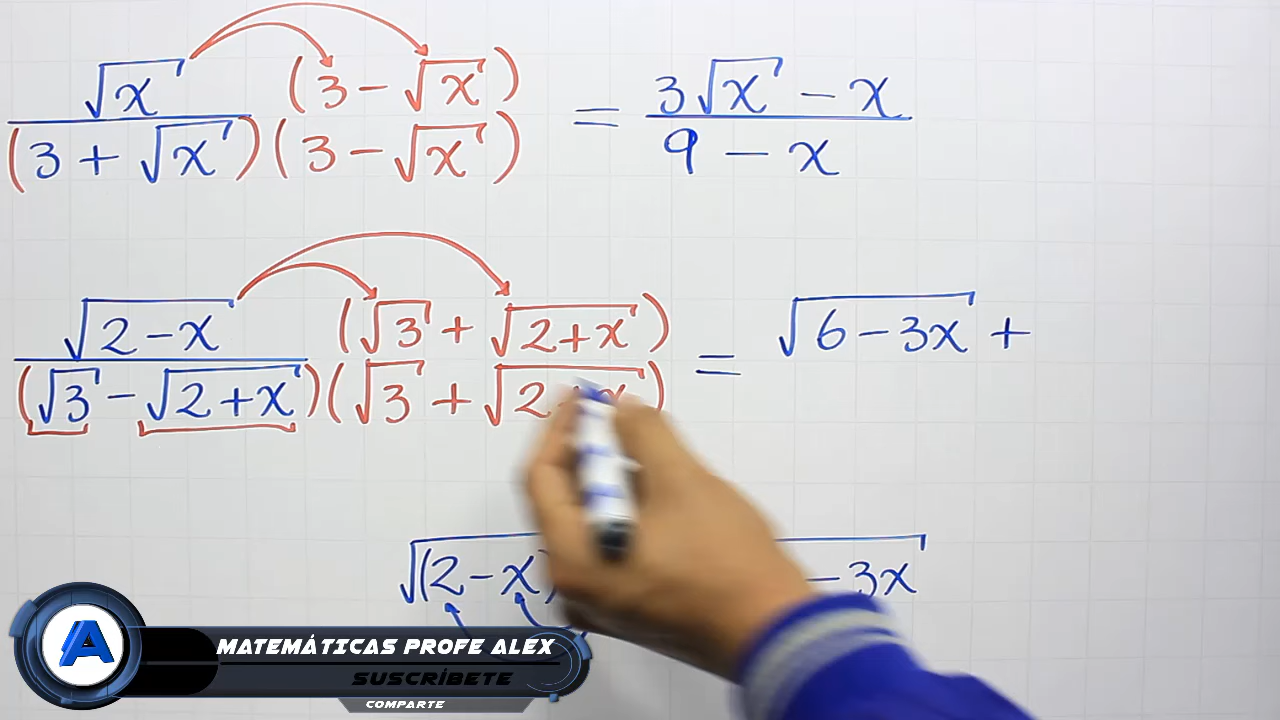 √x (3 - √x)
(3 + √x)(3 - √x)
=
3√x - x
9 - x
√2-x (√3 + √2+x)
(√3 - √2+x)(√3 + √2+x)
=
√6-3x +
√(2-x)
- 3x
A
MATEMÁTICAS PROFE ALEX
SUSCRÍBETE
COMPARTE